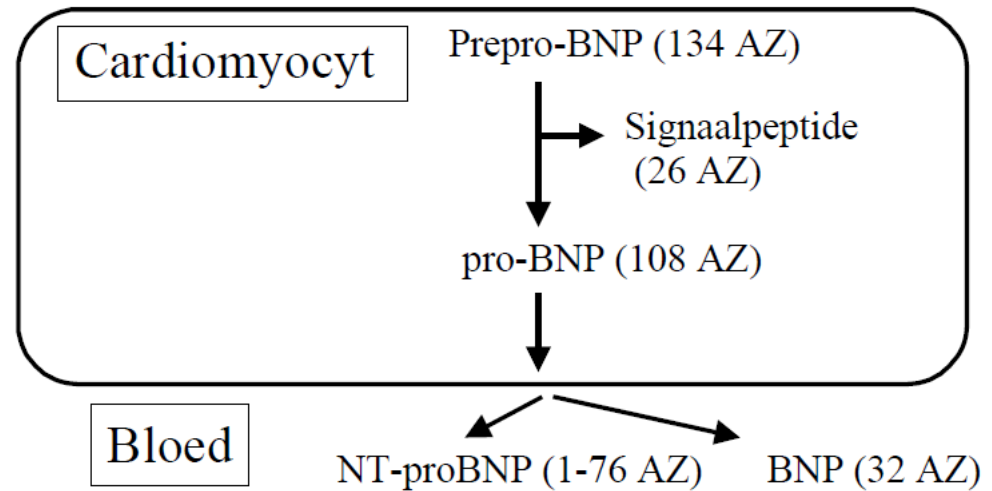 Cardiomyocyt
Prepro-BNP (134 AZ)
Signaalpeptide
(26 AZ)
pro-BNP (108 AZ)
Bloed
NT-proBNP (1-76 AZ)
BNP (32 AZ)